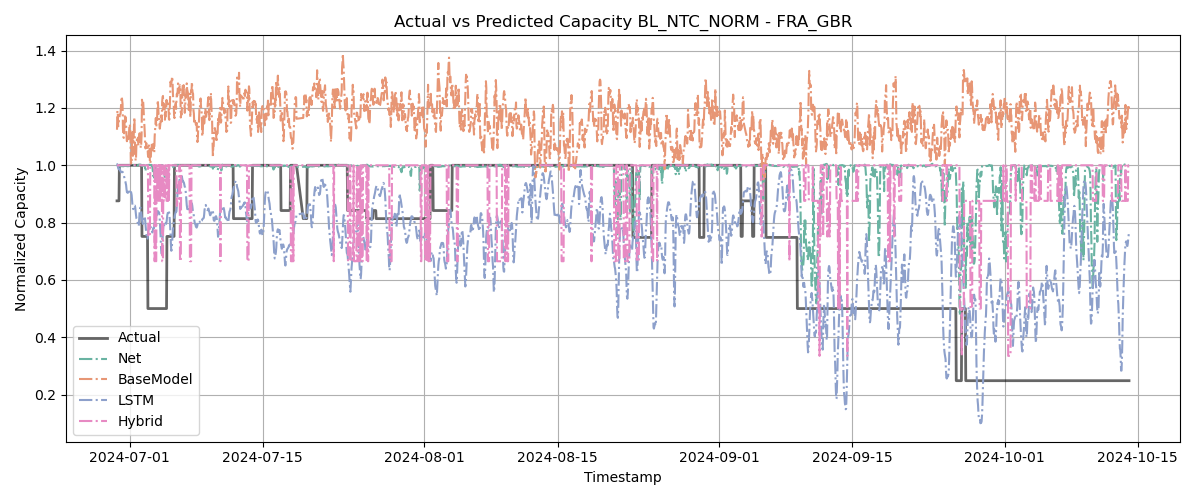 Actual vs Predicted Capacity BL_NTC_NORM - FRA_GBR
Normalized Capacity
1.4
1.2
1.0
0.8
0.6
0.4
0.2
Actual
Net
BaseModel
LSTM
Hybrid
2024-07-01
2024-07-15
2024-08-01
2024-08-15
2024-09-01
2024-09-15
2024-10-01
2024-10-15
Timestamp